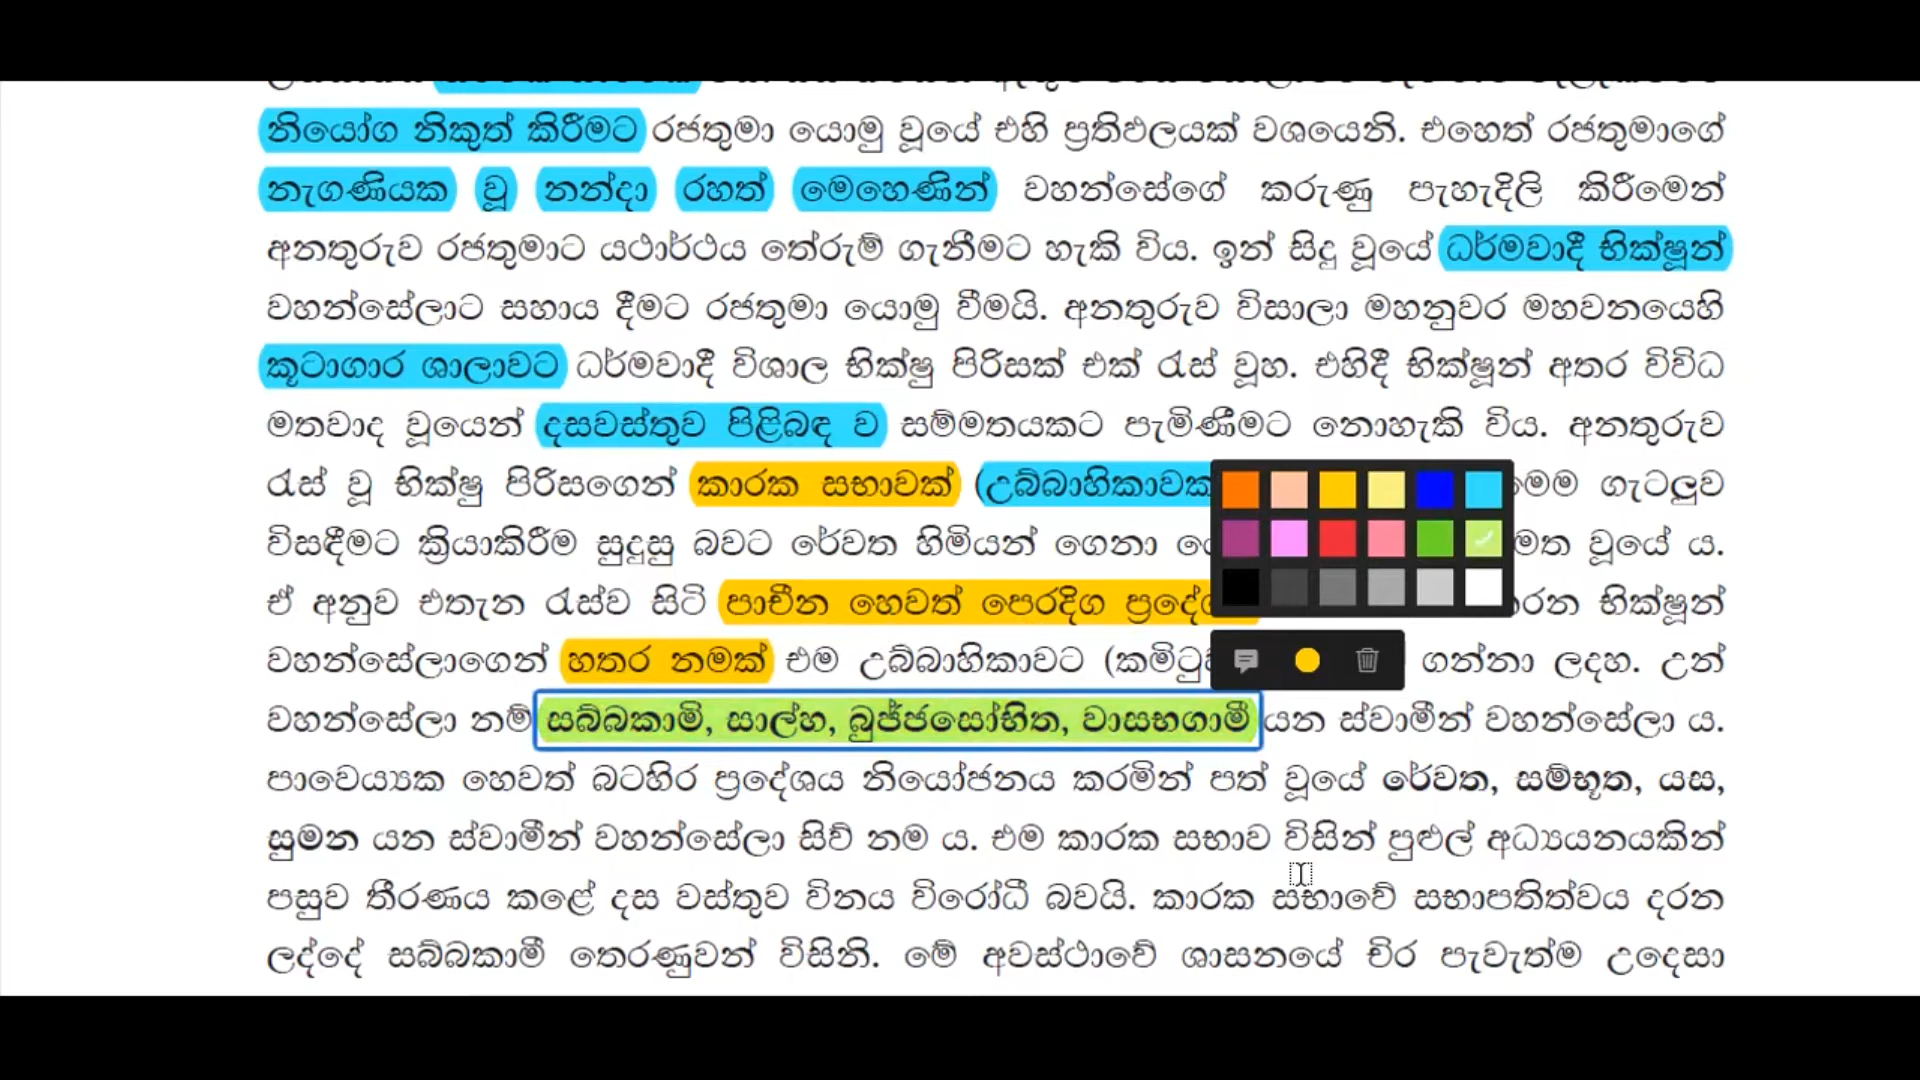 නියෝග නිකුත් කිරීමට රජතුමා යොමු වූයේ එහි ප්‍රතිඵලයක් වශයෙනි. එහෙත් රජතුමාගේ
නැගණියක වූ නන්දා රහත් මෙහෙණින් වහන්සේගේ කරුණු පැහැදිලි කිරීමෙන්
අනතුරුව රජතුමාට යථාර්ථය තේරුම් ගැනීමට හැකි විය. ඉන් සිදු වූයේ ධර්මවාදී භික්ෂූන්
වහන්සේලාට සහාය දීමට රජතුමා යොමු වීමයි. අනතුරුව විසාලා මහනුවර මහවනයෙහි
කූටාගාර ශාලාවට ධර්මවාදී විශාල භික්ෂු පිරිසක් එක් රැස් වූහ. එහිදී භික්ෂූන් අතර විවිධ
මතවාද වූයෙන් දසවස්තුව පිළිබඳ ව සම්මතයකට පැමිණීමට නොහැකි විය. අනතුරුව
රැස් වූ භික්ෂු පිරිසගෙන් කාරක සභාවක් (උබ්බාහිකාවක් මෙම ගැටලුව
විසඳීමට ක්‍රියාකිරීම සුදුසු බවට රේවත හිමියන් ගෙනා වූයේ ය.
ඒ අනුව එතැන රැස්ව සිටි පාචීන හෙවත් පෙරදිග භික්ෂූන්
වහන්සේලාගෙන් හතර නමක් එම උබ්බාහිකාවට ගන්නා ලදහ. උන්
වහන්සේලා නම් සබ්බකාමි, සාල්හ, බුජ්ජසෝභිත, වාසභගාමී යන ස්වාමීන් වහන්සේලා ය.
පාවෙය්‍යක හෙවත් බටහිර ප්‍රදේශය නියෝජනය කරමින් පත් වූයේ රේවත, සම්භූත, යස,
සුමන යන ස්වාමීන් වහන්සේලා සිව් නම ය. එම කාරක සභාව විසින් පුළුල් අධ්‍යයනයකින්
පසුව තීරණය කළේ දස වස්තුව විනය විරෝධී බවයි. කාරක සභාවේ සභාපතිත්වය දරන
ලද්දේ සබ්බකාමී තෙරණුවන් විසිනි. මේ අවස්ථාවේ ශාසනයේ චිර පැවැත්ම උදෙසා